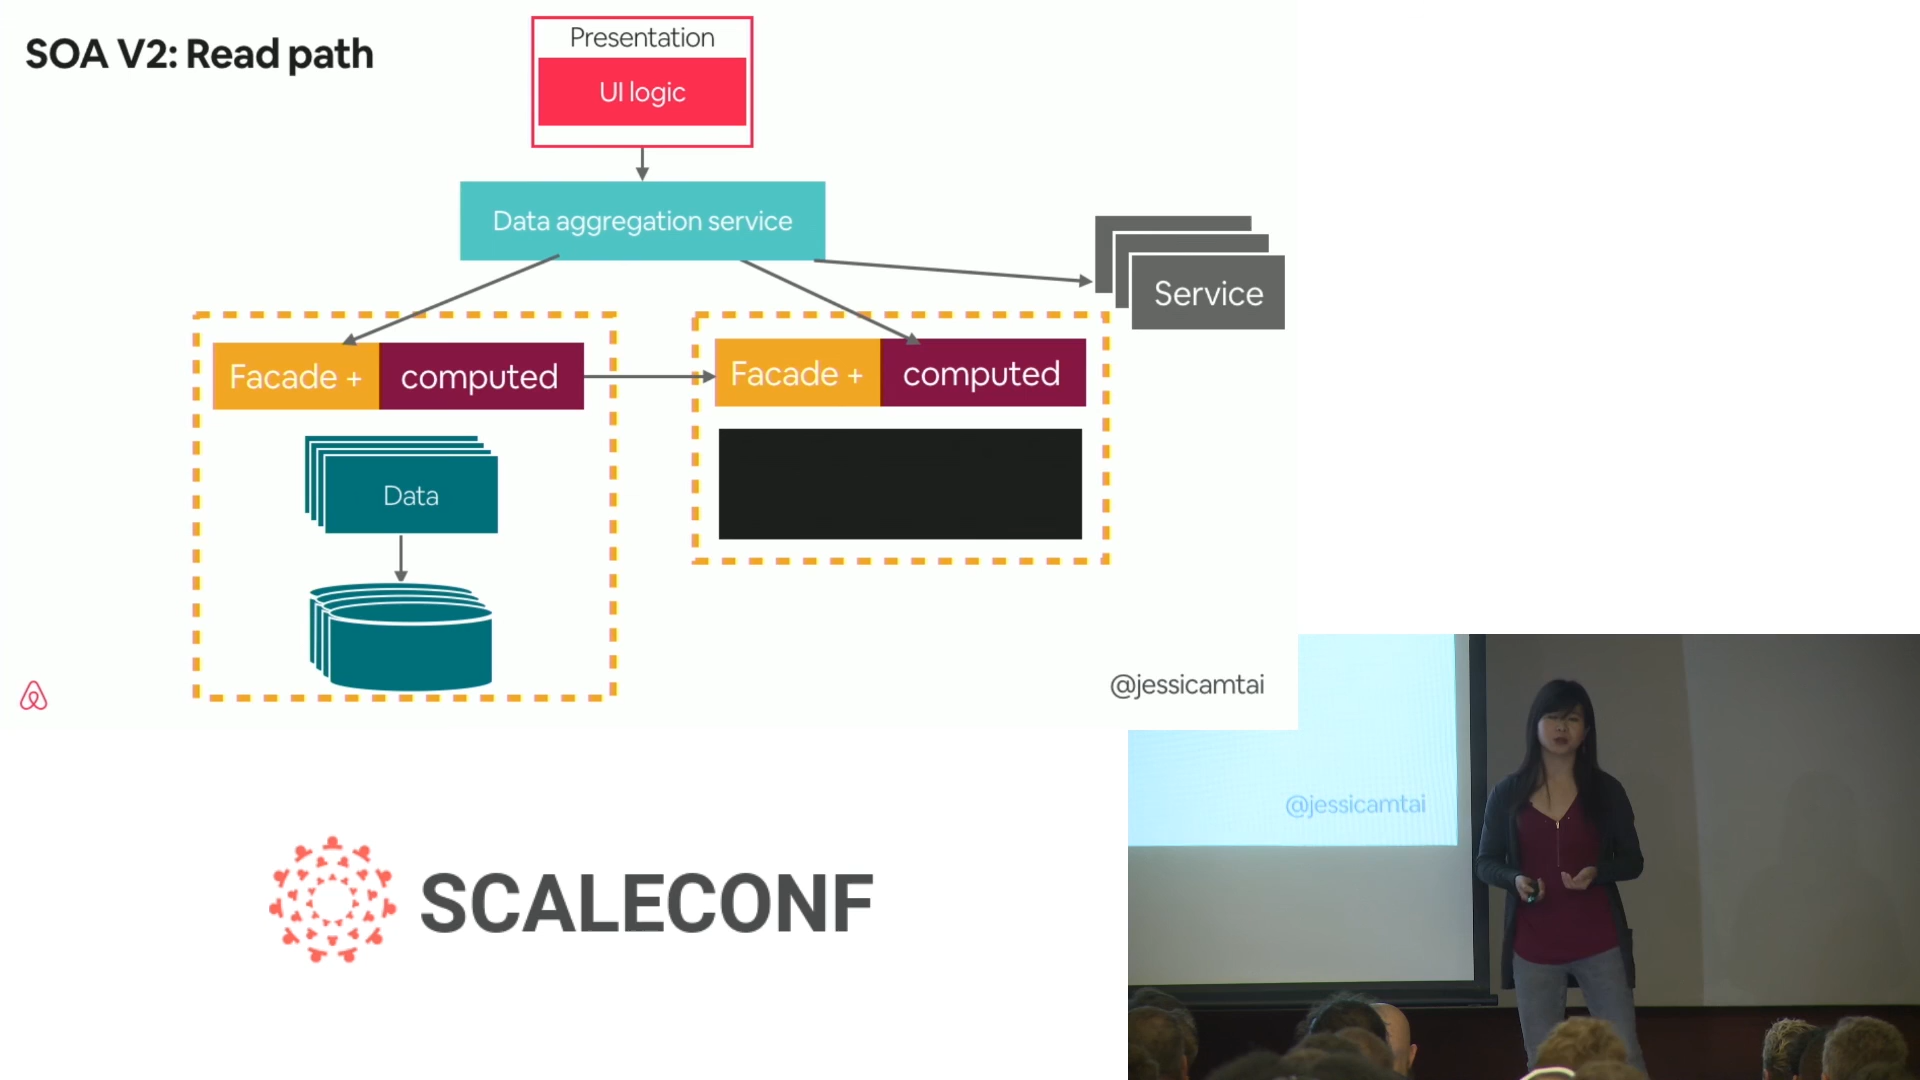 SOA V2: Read path
Presentation
UI logic
Data aggregation service
Service
Facade + computed
Facade + computed
Data
@jessicamtai
@jessicamtai
SCALECONF